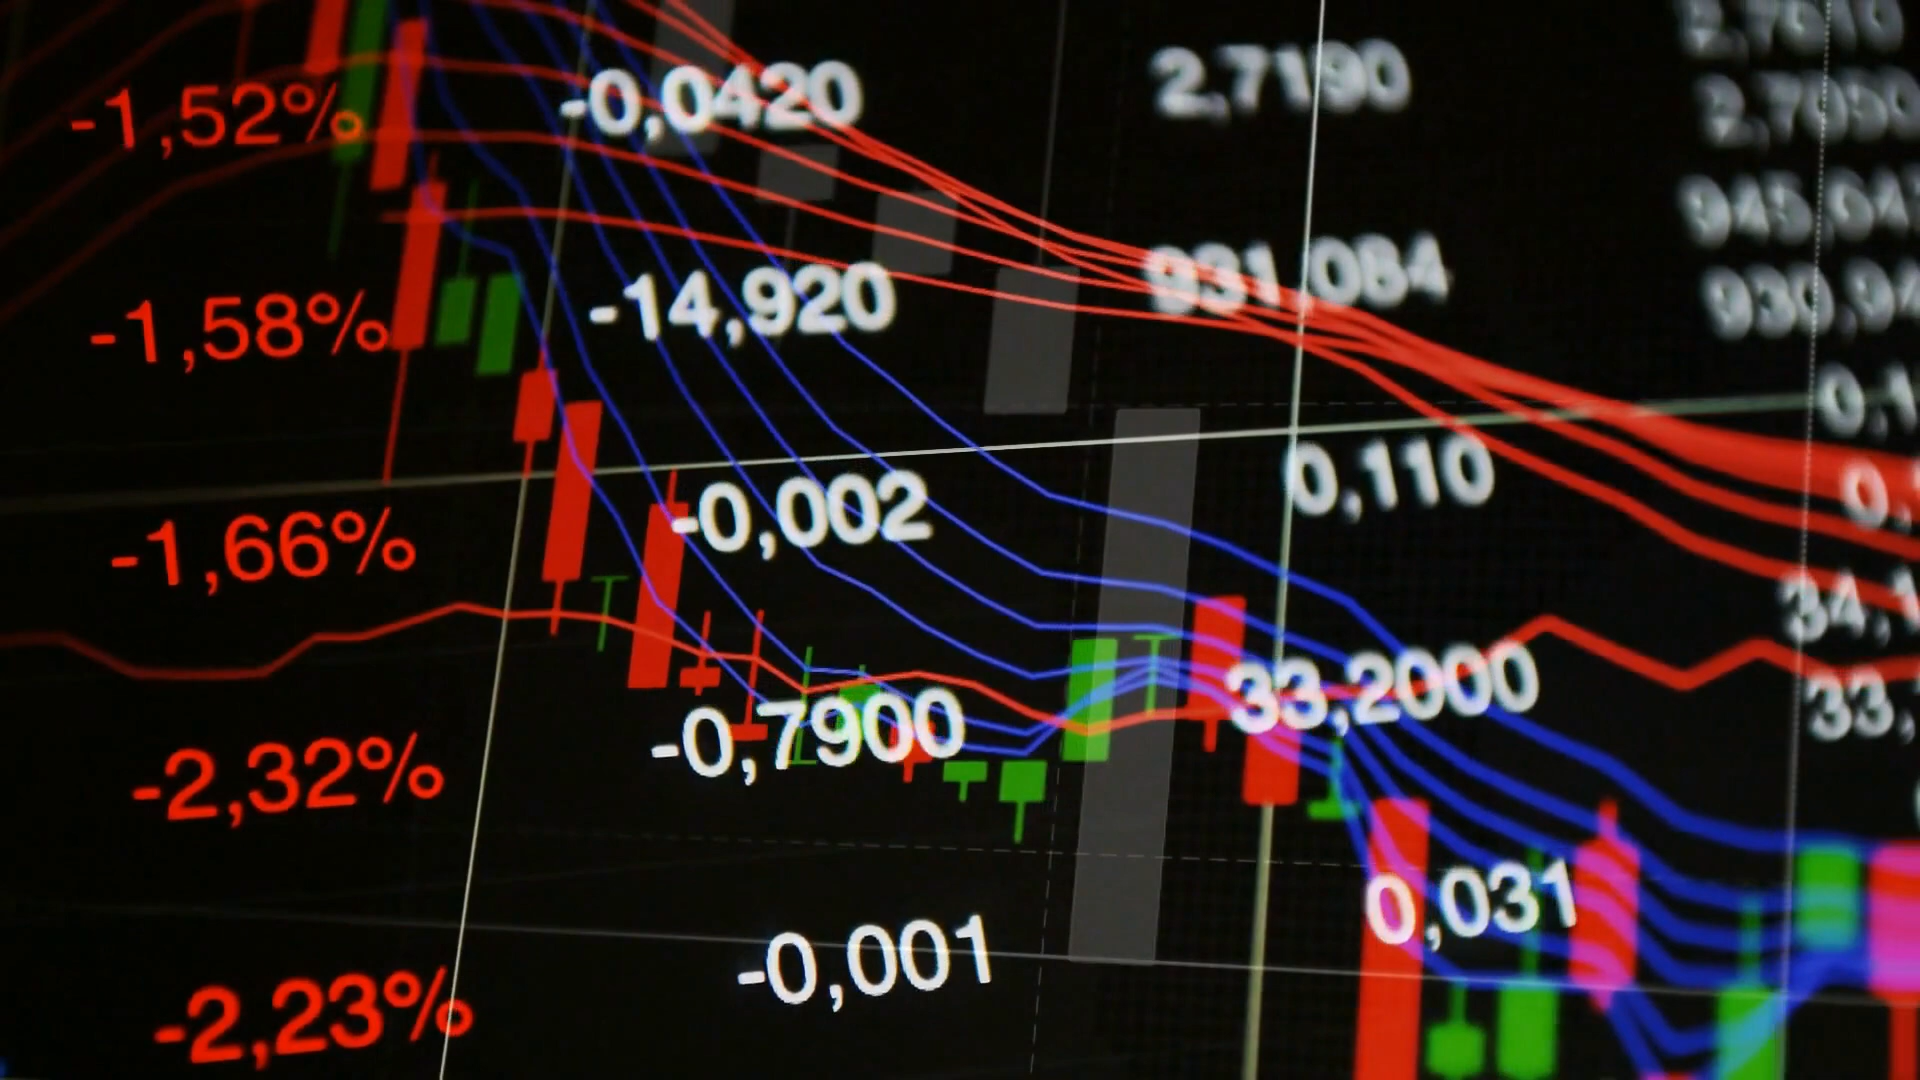 -1,52% -0,0420 2,7190
-1,58% -14,920 931,084
-1,66% -0,002 0,110
-2,32% -0,7900 33,2000
-2,23% -0,001 0,031